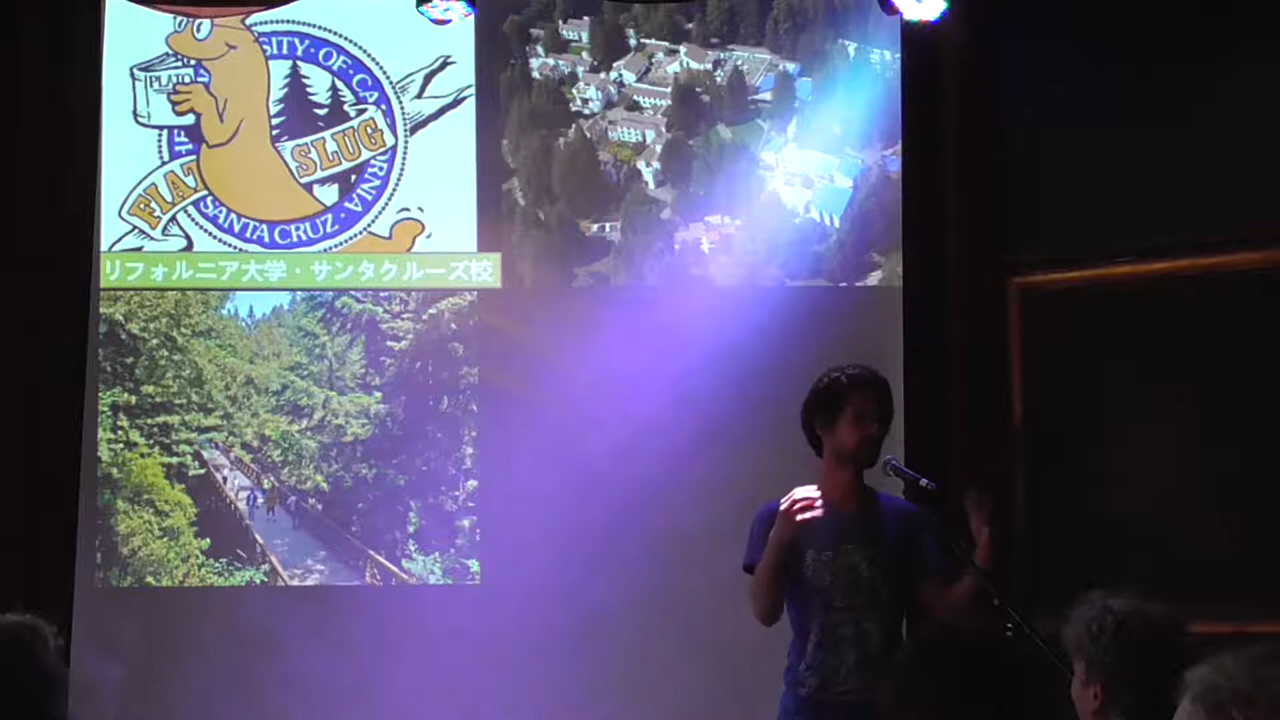 PLATO
SITY · OF · CA
RNIA ·
SANTA CRUZ
FIAT SLUG
リフォルニア大学・サンタクルーズ校